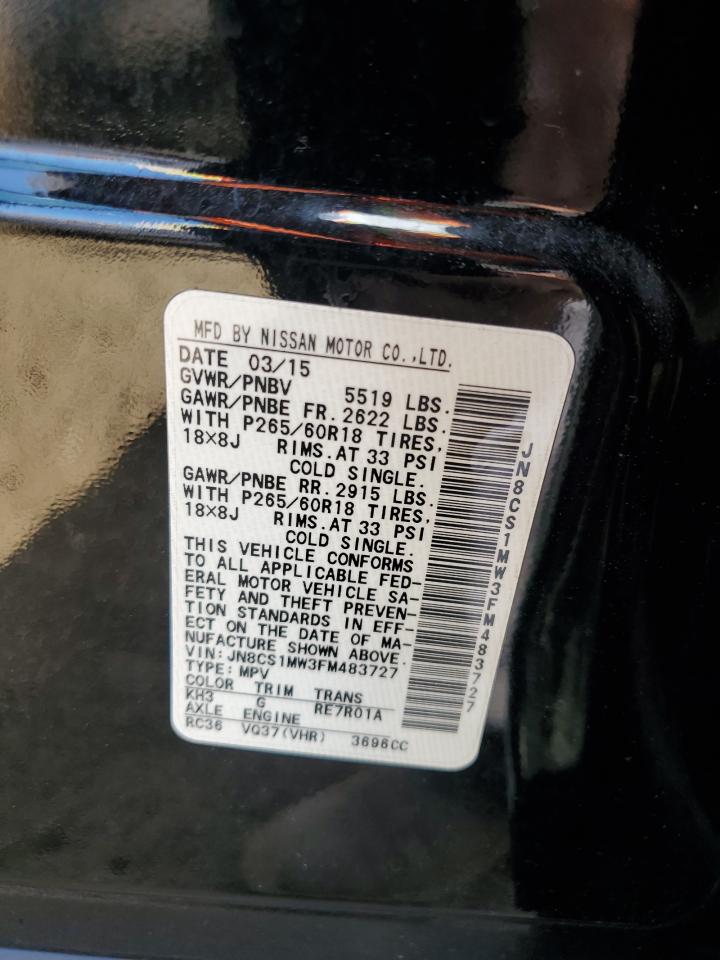 MFD BY NISSAN MOTOR CO.,LTD.
DATE 03/15
GVWR/PNBV 5519 LBS.
GAWR/PNBE FR. 2622 LBS.
WITH P265/60R18 TIRES,
18×8J RIMS.AT 33 PSI
COLD SINGLE.
GAWR/PNBE RR. 2915 LBS.
WITH P265/60R18 TIRES,
18×8J RIMS.AT 33 PSI
COLD SINGLE.
THIS VEHICLE CONFORMS
TO ALL APPLICABLE FED-
ERAL MOTOR VEHICLE SA-
FETY AND THEFT PREVEN-
TION STANDARDS IN EFF-
ECT ON THE DATE OF MA-
NUFACTURE SHOWN ABOVE.
VIN:JN8CS1MW3FM483727
TYPE:MPV
COLOR TRIM TRANS
KH3 G RE7R01A
AXLE ENGINE
RC36 VQ37(VHR) 3696CC
JN8CS1MW3FM483727